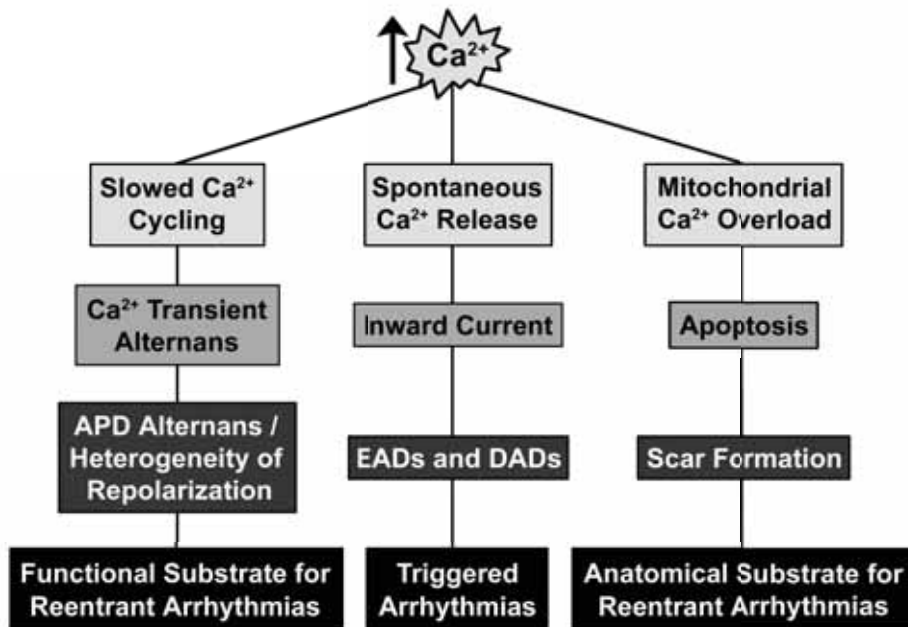 Ca²⁺
Slowed Ca²⁺
Cycling
Spontaneous
Ca²⁺ Release
Mitochondrial
Ca²⁺ Overload
Ca²⁺ Transient
Alternans
Inward Current
Apoptosis
APD Alternans /
Heterogeneity of
Repolarization
EADs and DADs
Scar Formation
Functional Substrate for
Reentrant Arrhythmias
Triggered
Arrhythmias
Anatomical Substrate for
Reentrant Arrhythmias